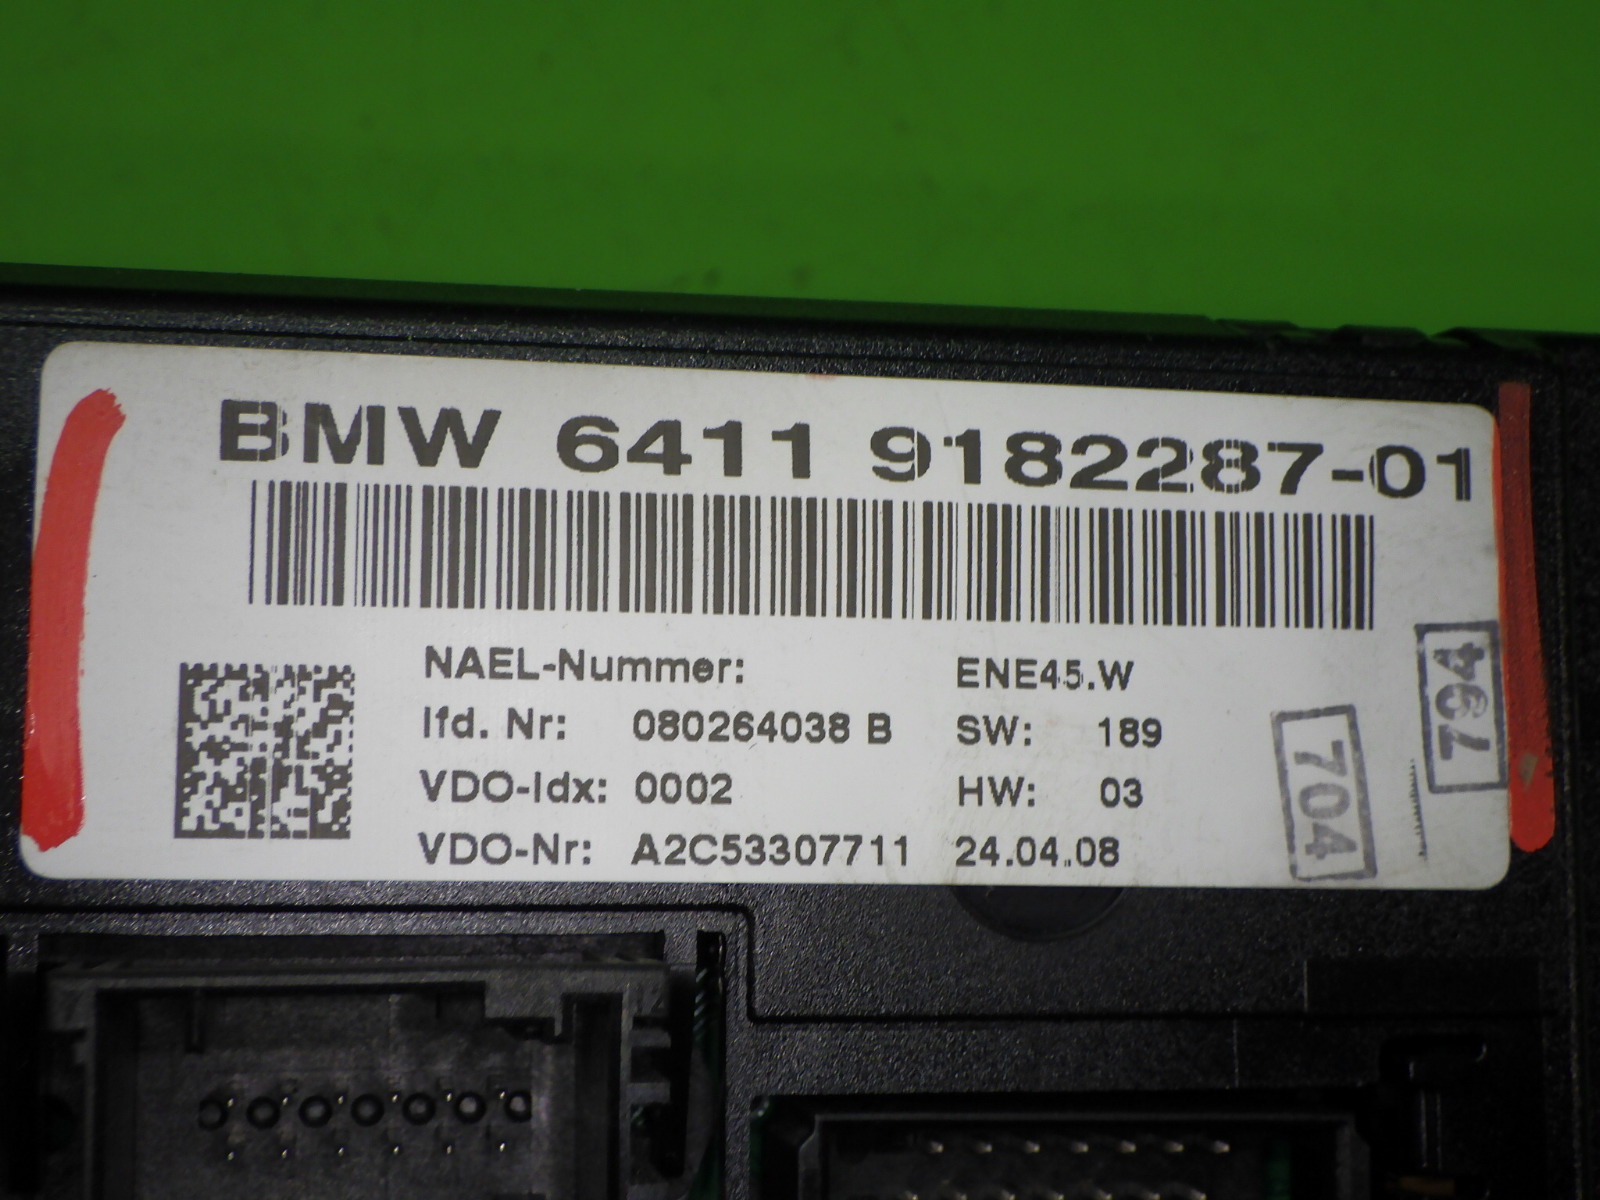 BMW 6411 9182287-01
NAEL-Nummer: ENE45.W
lfd. Nr: 080264038 B SW: 189
VDO-Idx: 0002 HW: 03
VDO-Nr: A2C53307711 24.04.08
704
794